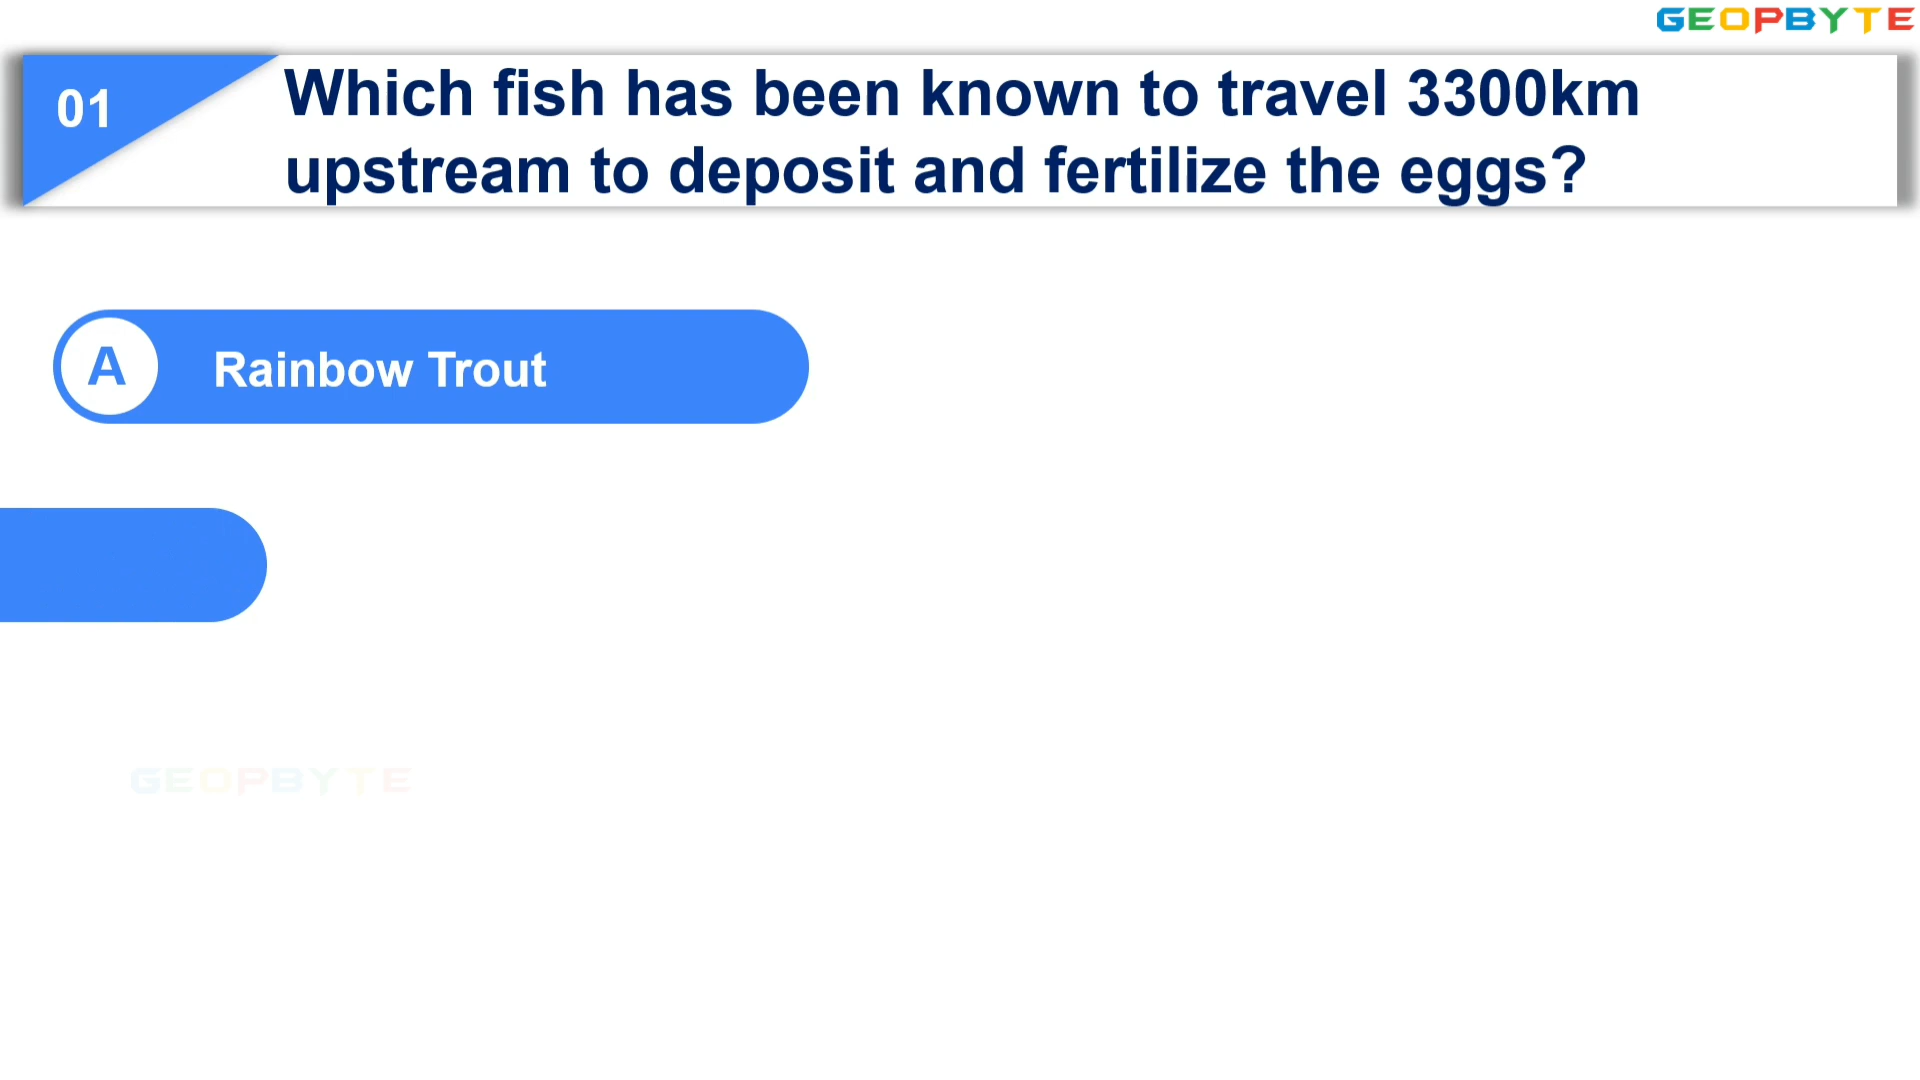 GEOPBYTE
01
Which fish has been known to travel 3300km
upstream to deposit and fertilize the eggs?
A
Rainbow Trout
GEOPBYTE